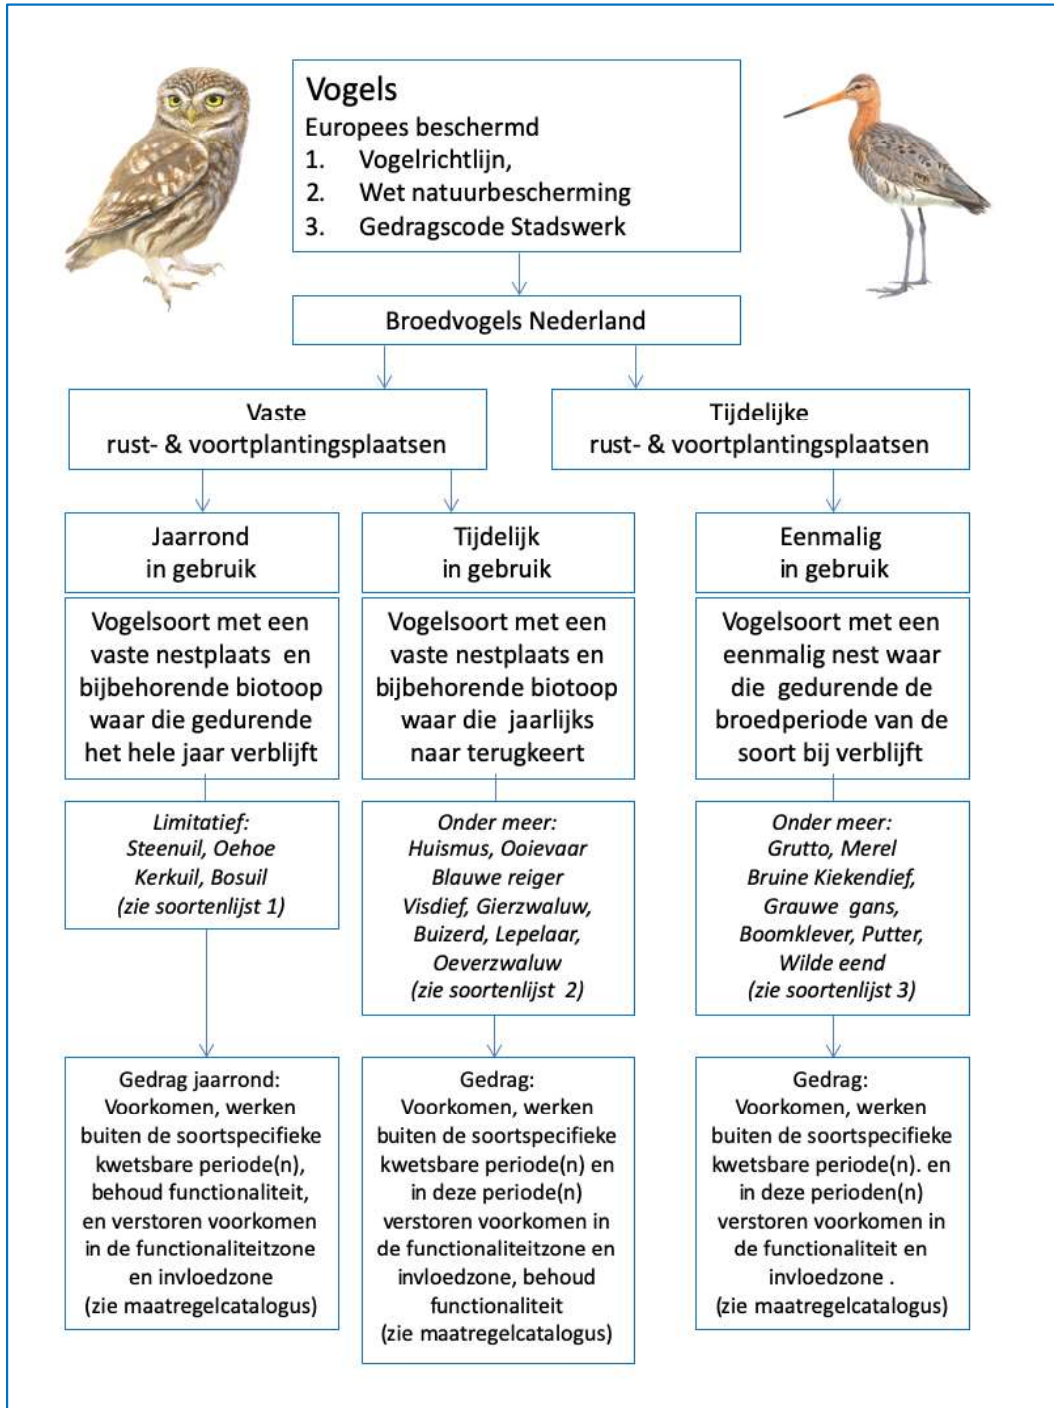 Vogels
Europees beschermd
1. Vogelrichtlijn,
2. Wet natuurbescherming
3. Gedragscode Stadswerk
Broedvogels Nederland
Vaste
rust- & voortplantingsplaatsen
Tijdelijke
rust- & voortplantingsplaatsen
Jaarrond
in gebruik
Tijdelijk
in gebruik
Eenmalig
in gebruik
Vogelsoort met een
vaste nestplaats en
bijbehorende biotoop
waar die gedurende
het hele jaar verblijft
Vogelsoort met een
vaste nestplaats en
bijbehorende biotoop
waar die jaarlijks
naar terugkeert
Vogelsoort met een
eenmalig nest waar
die gedurende de
broedperiode van de
soort bij verblijft
Limitatief:
Steenuil, Oehoe
Kerkuil, Bosuil
(zie soortenlijst 1)
Onder meer:
Huismus, Ooievaar
Blauwe reiger
Visdief, Gierzwaluw,
Buizerd, Lepelaar,
Oeverzwaluw
(zie soortenlijst 2)
Onder meer:
Grutto, Merel
Bruine Kiekendief,
Grauwe gans,
Boomklever, Putter,
Wilde eend
(zie soortenlijst 3)
Gedrag jaarrond:
Voorkomen, werken
buiten de soortspecifieke
kwetsbare periode(n),
behoud functionaliteit,
en verstoren voorkomen
in de functionaliteitzone
en invloedzone
(zie maatregelcatalogus)
Gedrag:
Voorkomen, werken
buiten de soortspecifieke
kwetsbare periode(n) en
in deze periode(n)
verstoren voorkomen in
de functionaliteitzone en
invloedzone, behoud
functionaliteit
(zie maatregelcatalogus)
Gedrag:
Voorkomen, werken
buiten de soortspecifieke
kwetsbare periode(n). en
in deze perioden(n)
verstoren voorkomen in
de functionaliteit en
invloedzone .
(zie maatregelcatalogus)